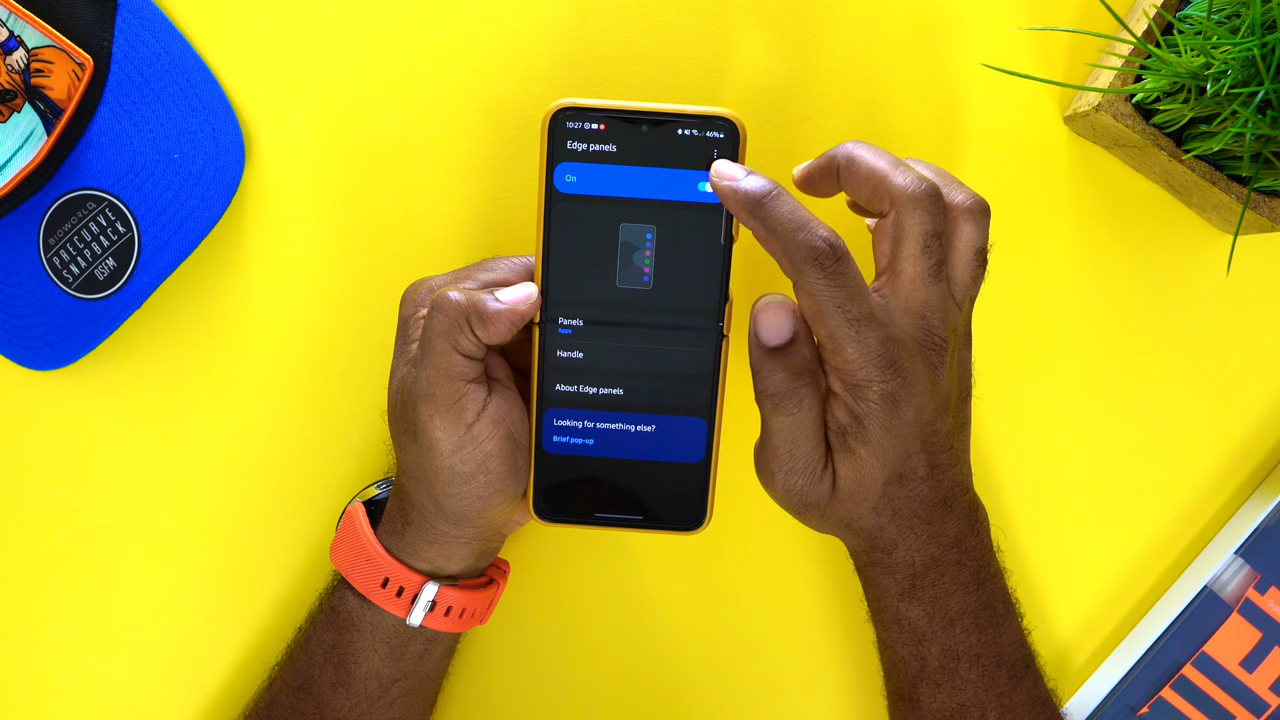 BIOWORLD
PRECURVE
SNAPBACK
OSFM
10:27
46%
Edge panels
On
Panels
Apps
Handle
About Edge panels
Looking for something else?
Brief pop-up